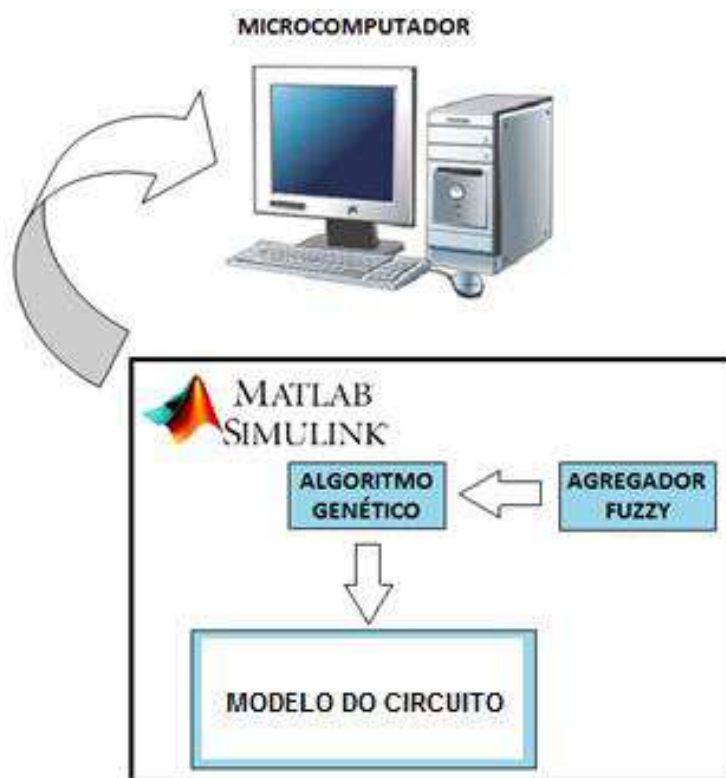 MICROCOMPUTADOR
MATLAB
SIMULINK
ALGORITMO
GENÉTICO
AGREGADOR
FUZZY
MODELO DO CIRCUITO